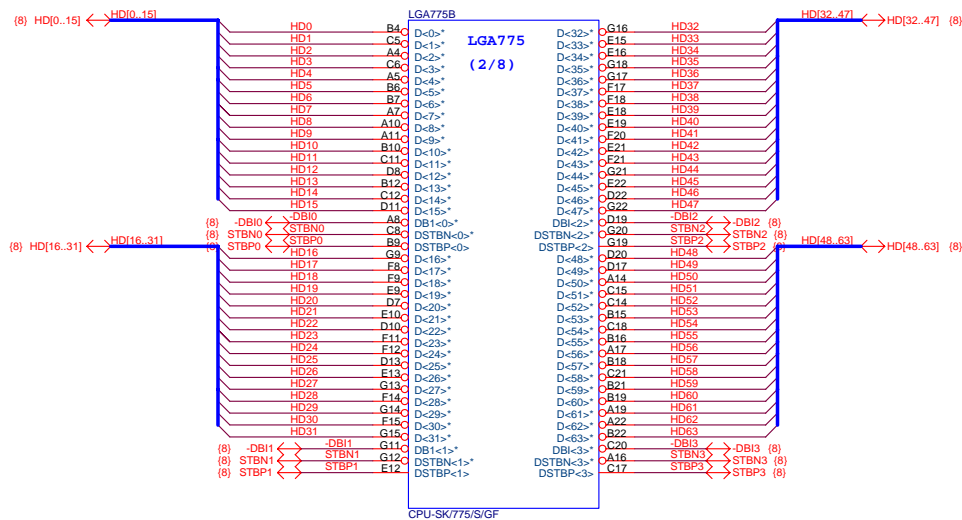 LGA775B
{8} HD[0..15] HD[0..15] HD[32..47] HD[32..47] {8}
LGA775
(2/8)
HD0 B4 D<0>* D<32>* G16 HD32
HD1 C5 D<1>* D<33>* E15 HD33
HD2 A4 D<2>* D<34>* E16 HD34
HD3 C6 D<3>* D<35>* G18 HD35
HD4 A5 D<4>* D<36>* G17 HD36
HD5 B6 D<5>* D<37>* F17 HD37
HD6 B7 D<6>* D<38>* F18 HD38
HD7 A7 D<7>* D<39>* E18 HD39
HD8 A10 D<8>* D<40>* E19 HD40
HD9 A11 D<9>* D<41>* F20 HD41
HD10 B10 D<10>* D<42>* E21 HD42
HD11 C11 D<11>* D<43>* F21 HD43
HD12 D8 D<12>* D<44>* G21 HD44
HD13 B12 D<13>* D<45>* E22 HD45
HD14 C12 D<14>* D<46>* D22 HD46
HD15 D11 D<15>* D<47>* G22 HD47
{8} -DBI0 -DBI0 A8 DB1<0>* DBI<2>* D19 -DBI2 -DBI2 {8}
{8} STBN0 STBN0 C8 DSTBN<0>* DSTBN<2>* G20 STBN2 STBN2 {8}
{8} STBP0 STBP0 B9 DSTBP<0> DSTBP<2> G19 STBP2 STBP2 {8}
{8} HD[16..31] HD[16..31] HD[48..63] HD[48..63] {8}
HD16 G9 D<16>* D<48>* D20 HD48
HD17 F8 D<17>* D<49>* D17 HD49
HD18 F9 D<18>* D<50>* A14 HD50
HD19 E9 D<19>* D<51>* C15 HD51
HD20 D7 D<20>* D<52>* C14 HD52
HD21 E10 D<21>* D<53>* B15 HD53
HD22 D10 D<22>* D<54>* C18 HD54
HD23 F11 D<23>* D<55>* B16 HD55
HD24 F12 D<24>* D<56>* A17 HD56
HD25 D13 D<25>* D<57>* B18 HD57
HD26 E13 D<26>* D<58>* C21 HD58
HD27 G13 D<27>* D<59>* B21 HD59
HD28 F14 D<28>* D<60>* B19 HD60
HD29 G14 D<29>* D<61>* A19 HD61
HD30 F15 D<30>* D<62>* A22 HD62
HD31 G15 D<31>* D<63>* B22 HD63
{8} -DBI1 -DBI1 G11 DB1<1>* DBI<3>* C20 -DBI3 -DBI3 {8}
{8} STBN1 STBN1 G12 DSTBN<1>* DSTBN<3>* A16 STBN3 STBN3 {8}
{8} STBP1 STBP1 E12 DSTBP<1> DSTBP<3> C17 STBP3 STBP3 {8}
CPU-SK/775/S/GF